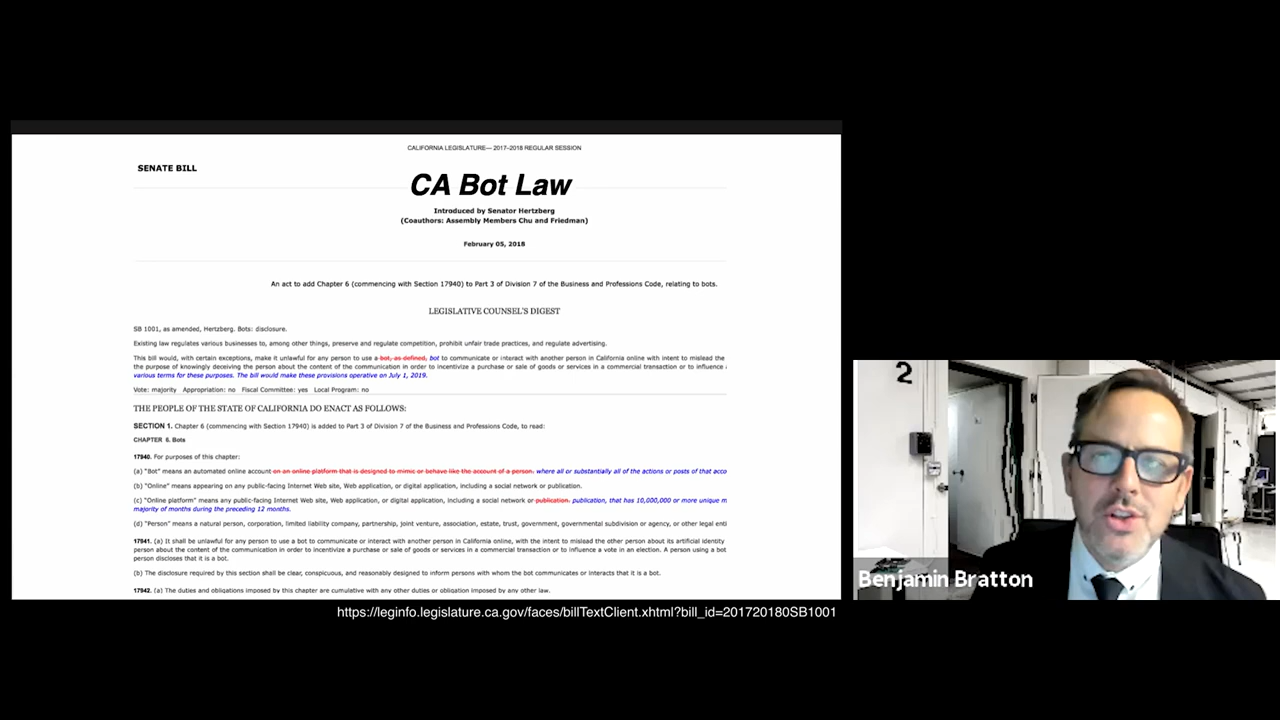 CALIFORNIA LEGISLATURE— 2017–2018 REGULAR SESSION
SENATE BILL
CA Bot Law
Introduced by Senator Hertzberg
(Coauthors: Assembly Members Chu and Friedman)
February 05, 2018
An act to add Chapter 6 (commencing with Section 17940) to Part 3 of Division 7 of the Business and Professions Code, relating to bots.
LEGISLATIVE COUNSEL'S DIGEST
SB 1001, as amended, Hertzberg. Bots: disclosure.
Existing law regulates various businesses to, among other things, preserve and regulate competition, prohibit unfair trade practices, and regulate advertising.
This bill would, with certain exceptions, make it unlawful for any person to use a bot, as defined, bot to communicate or interact with another person in California online with intent to mislead the
the purpose of knowingly deceiving the person about the content of the communication in order to incentivize a purchase or sale of goods or services in a commercial transaction or to influence
various terms for these purposes. The bill would make these provisions operative on July 1, 2019.
Vote: majority Appropriation: no Fiscal Committee: yes Local Program: no
THE PEOPLE OF THE STATE OF CALIFORNIA DO ENACT AS FOLLOWS:
SECTION 1. Chapter 6 (commencing with Section 17940) is added to Part 3 of Division 7 of the Business and Professions Code, to read:
CHAPTER 6. Bots
17940. For purposes of this chapter:
(a) "Bot" means an automated online account on an online platform that is designed to mimic or behave like the account of a person. where all or substantially all of the actions or posts of that acco
(b) "Online" means appearing on any public-facing Internet Web site, Web application, or digital application, including a social network or publication.
(c) "Online platform" means any public-facing Internet Web site, Web application, or digital application, including a social network or publication. publication, that has 10,000,000 or more unique m
majority of months during the preceding 12 months.
(d) "Person" means a natural person, corporation, limited liability company, partnership, joint venture, association, estate, trust, government, governmental subdivision or agency, or other legal enti
17941. (a) It shall be unlawful for any person to use a bot to communicate or interact with another person in California online, with the intent to mislead the other person about its artificial identity
person about the content of the communication in order to incentivize a purchase or sale of goods or services in a commercial transaction or to influence a vote in an election. A person using a bot
person discloses that it is a bot.
(b) The disclosure required by this section shall be clear, conspicuous, and reasonably designed to inform persons with whom the bot communicates or interacts that it is a bot.
17942. (a) The duties and obligations imposed by this chapter are cumulative with any other duties or obligations imposed by any other law.
https://leginfo.legislature.ca.gov/faces/billTextClient.xhtml?bill_id=201720180SB1001
2
Benjamin Bratton